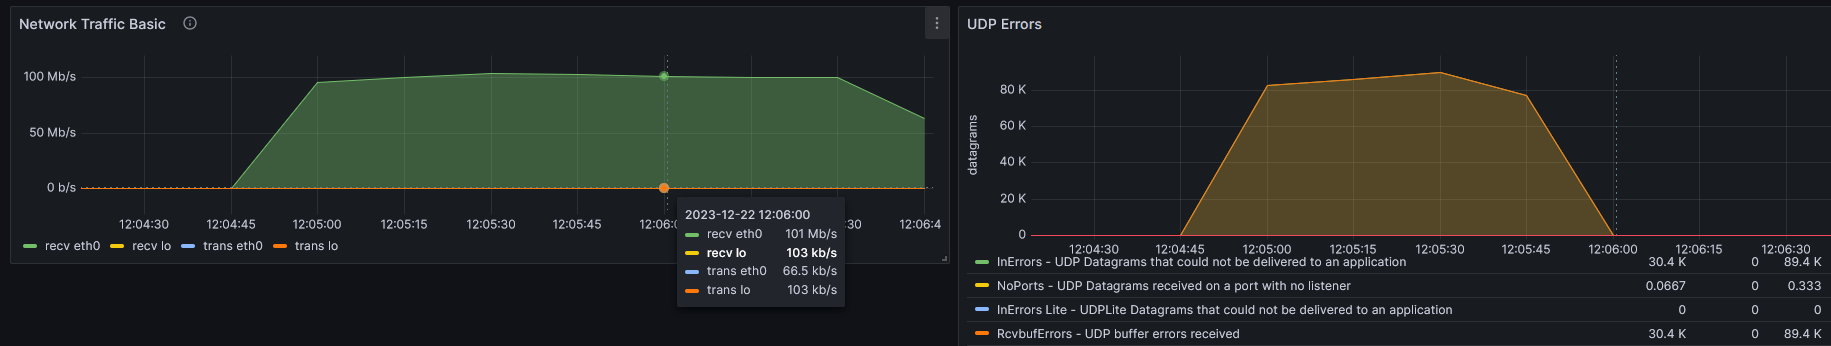 Network Traffic Basic
100 Mb/s
50 Mb/s
0 b/s
12:04:30 12:04:45 12:05:00 12:05:15 12:05:30 12:05:45 12:06:0 :30 12:06:4
recv eth0 recv lo trans eth0 trans lo
2023-12-22 12:06:00
recv eth0 101 Mb/s
recv lo 103 kb/s
trans eth0 66.5 kb/s
trans lo 103 kb/s
UDP Errors
datagrams
80 K
60 K
40 K
20 K
0
12:04:30 12:04:45 12:05:00 12:05:15 12:05:30 12:05:45 12:06:00 12:06:15 12:06:30
InErrors - UDP Datagrams that could not be delivered to an application 30.4 K 0 89.4 K
NoPorts - UDP Datagrams received on a port with no listener 0.0667 0 0.333
InErrors Lite - UDPLite Datagrams that could not be delivered to an application 0 0 0
RcvbufErrors - UDP buffer errors received 30.4 K 0 89.4 K